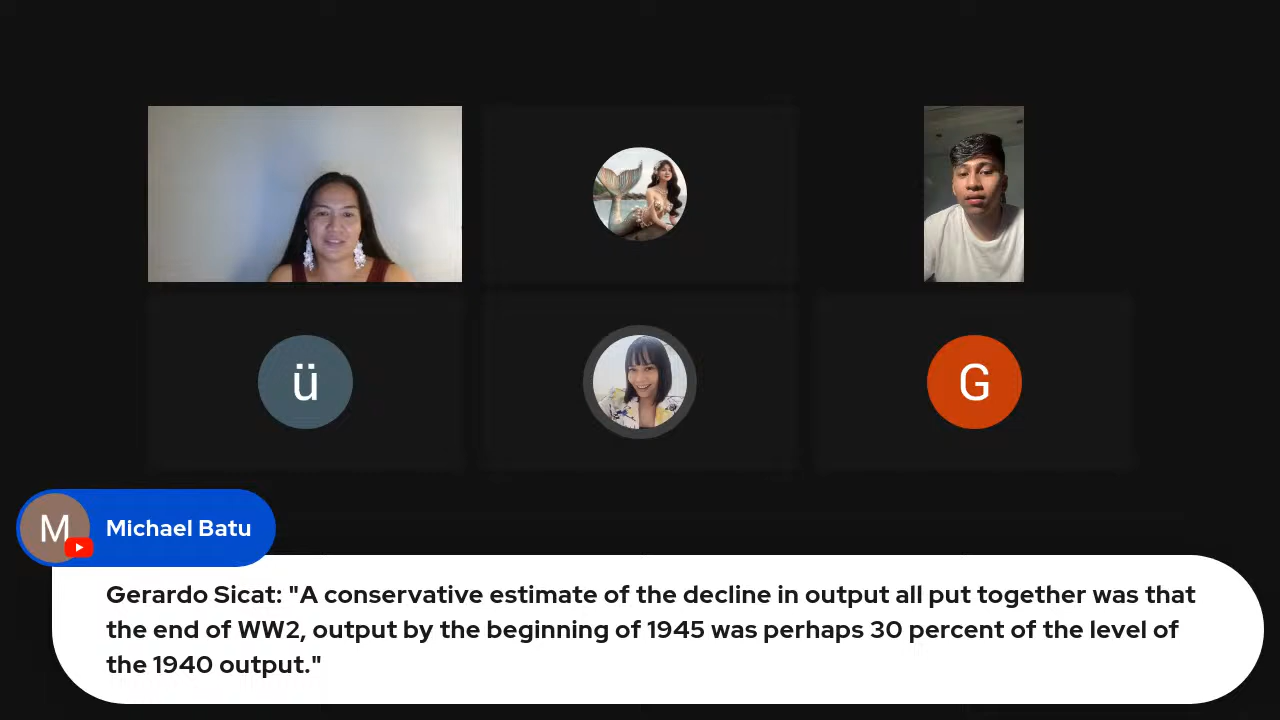 ü
G
M
Michael Batu
Gerardo Sicat: "A conservative estimate of the decline in output all put together was that
the end of WW2, output by the beginning of 1945 was perhaps 30 percent of the level of
the 1940 output."